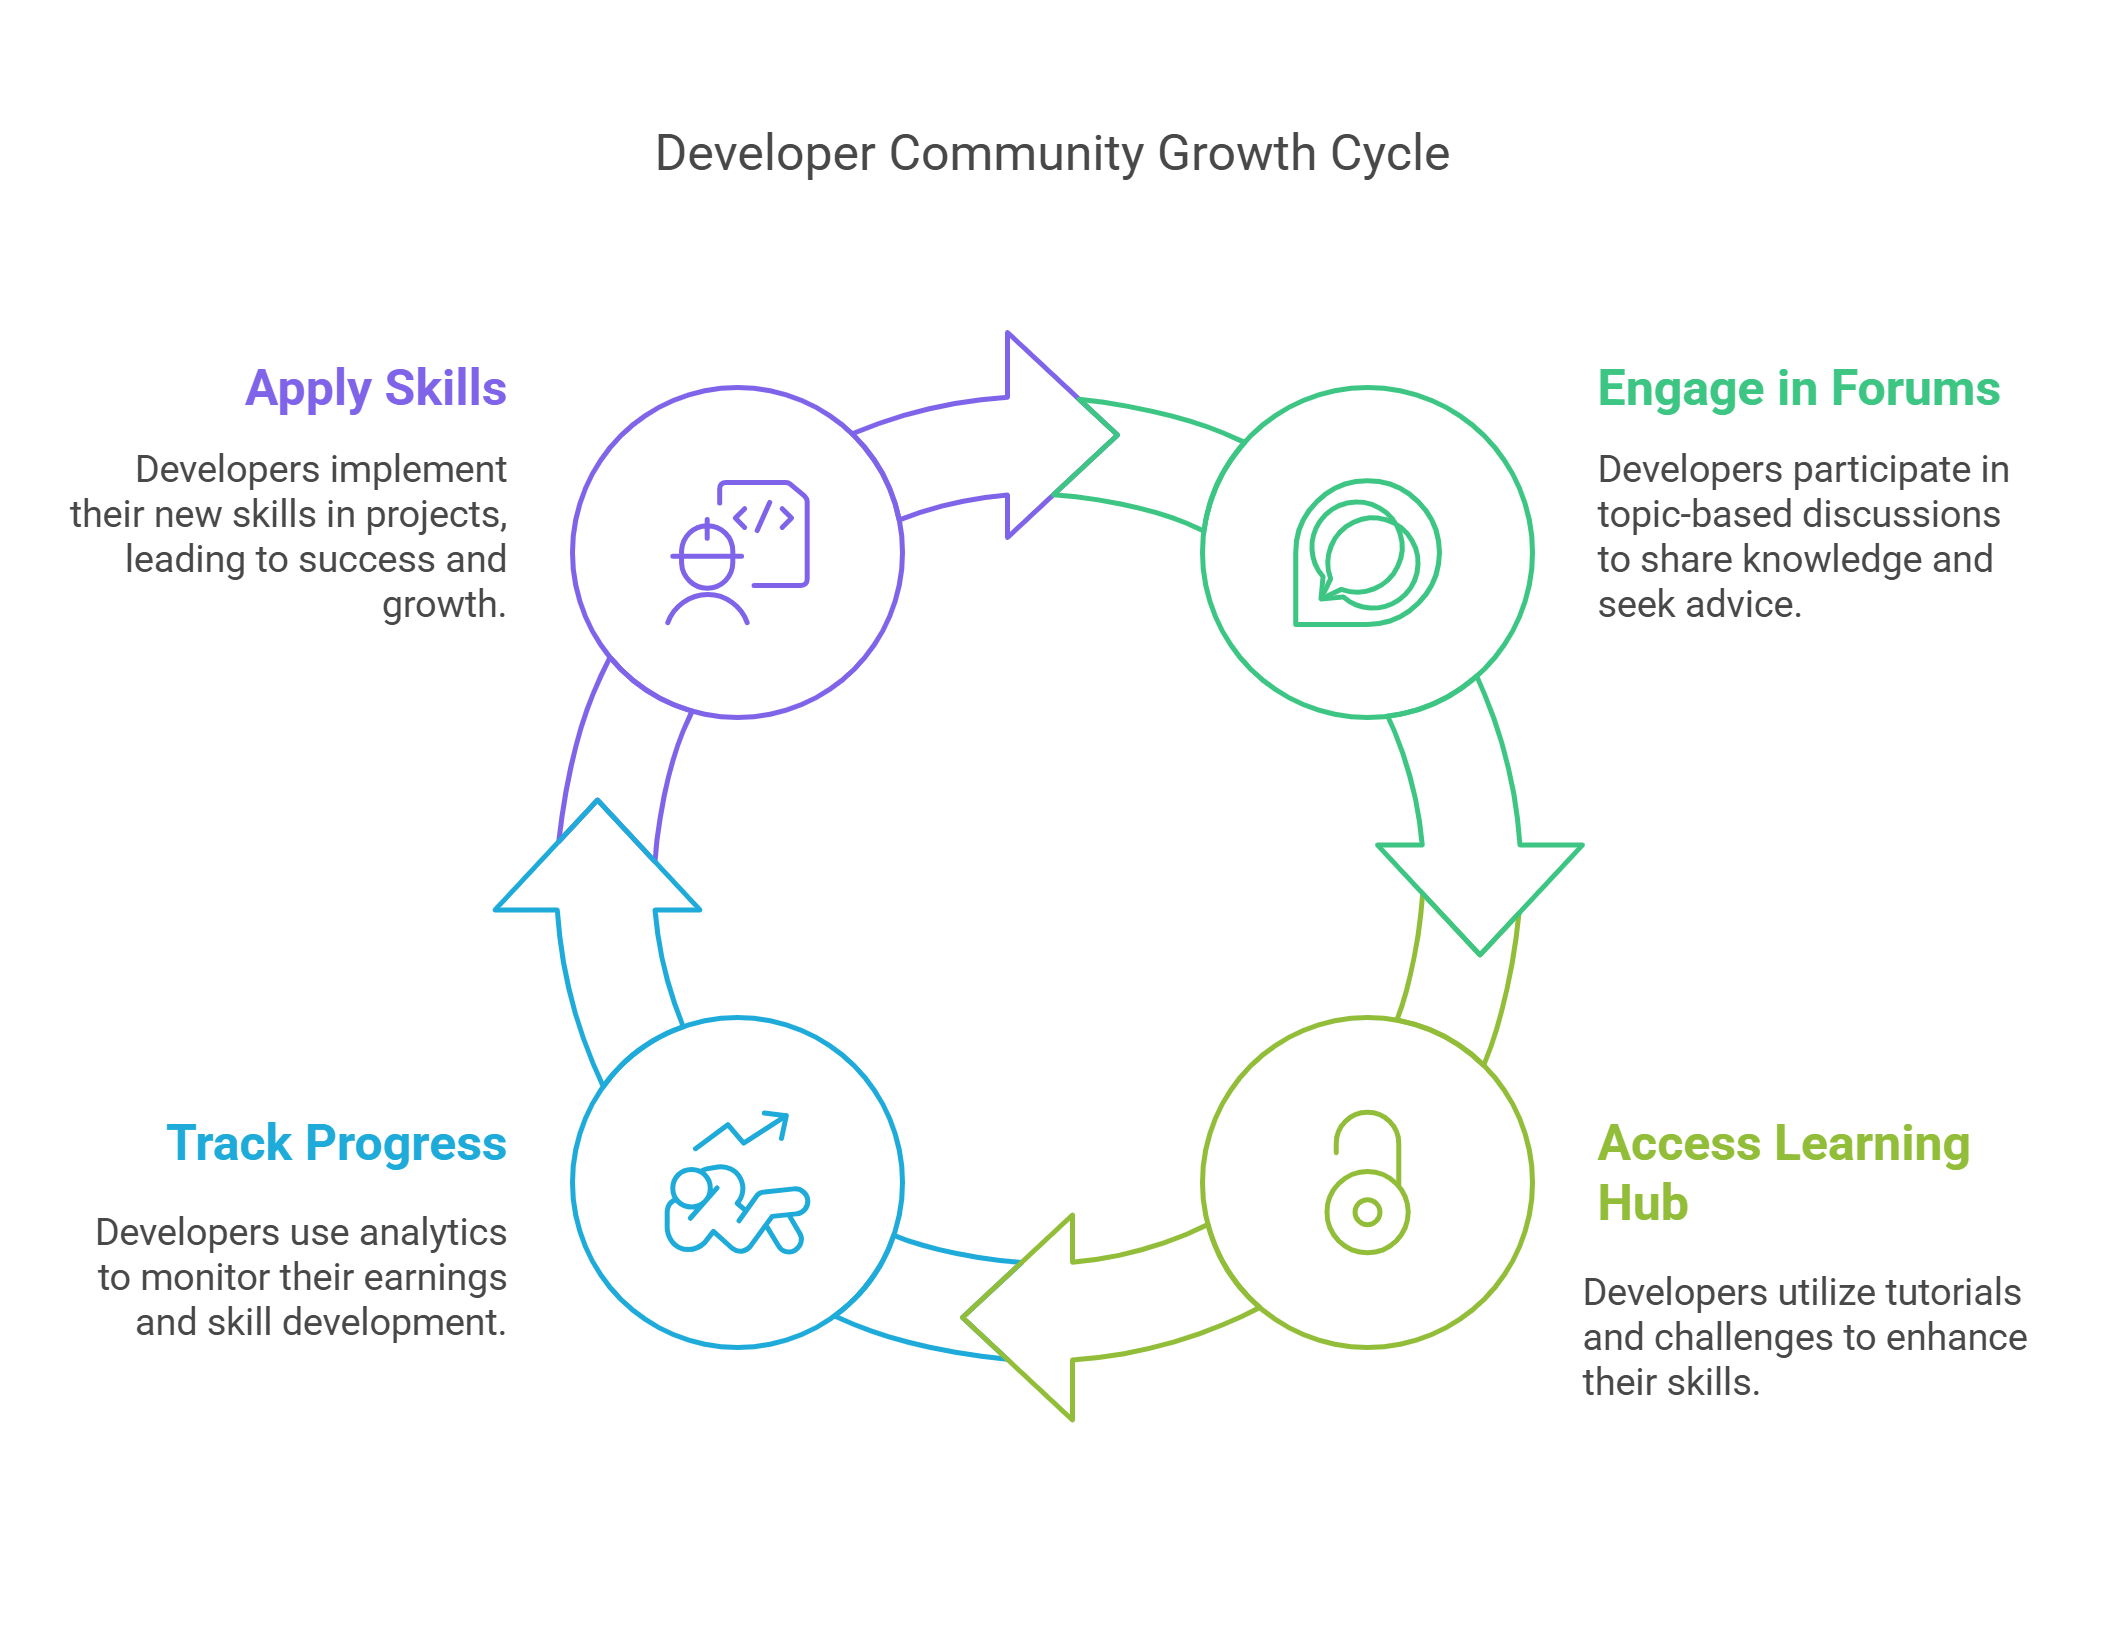 Developer Community Growth Cycle
Apply Skills
Developers implement
their new skills in projects,
leading to success and
growth.
Engage in Forums
Developers participate in
topic-based discussions
to share knowledge and
seek advice.
Track Progress
Developers use analytics
to monitor their earnings
and skill development.
Access Learning
Hub
Developers utilize tutorials
and challenges to enhance
their skills.